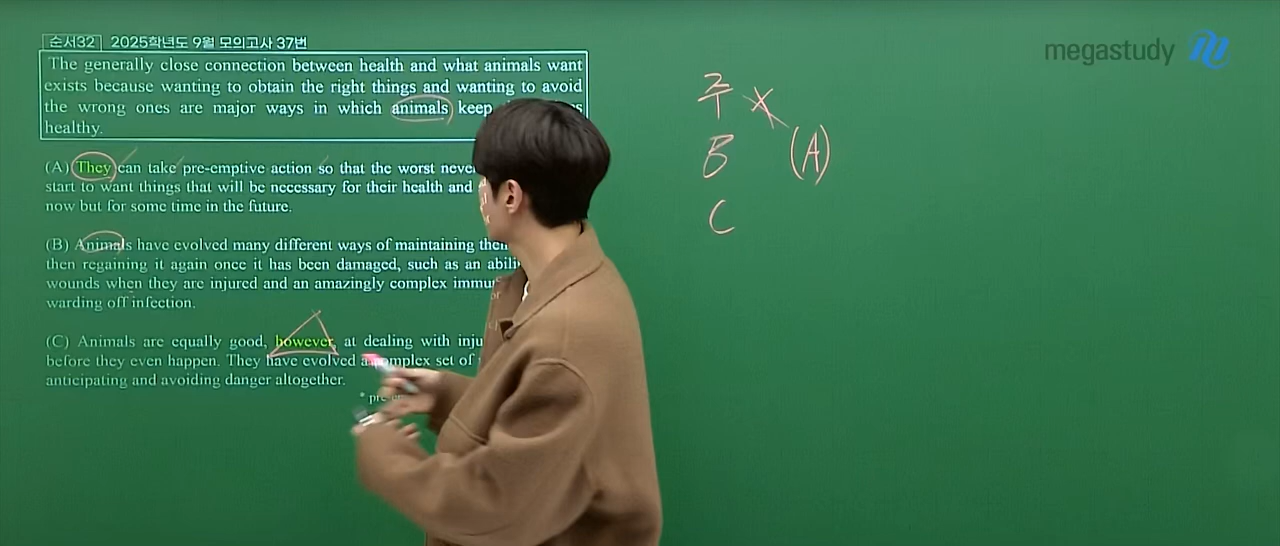 순서32 2025학년도 9월 모의고사 37번
megastudy
The generally close connection between health and what animals want
exists because wanting to obtain the right things and wanting to avoid
the wrong ones are major ways in which animals keep
healthy.
(A) They can take pre-emptive action so that the worst never
start to want things that will be necessary for their health and
now but for some time in the future.
(B) Animals have evolved many different ways of maintaining
then regaining it again once it has been damaged, such as an
wounds when they are injured and an amazingly complex
warding off infection.
(C) Animals are equally good, however, at dealing with
before they even happen. They have evolved a complex set of
anticipating and avoiding danger altogether.
주
B (A)
C